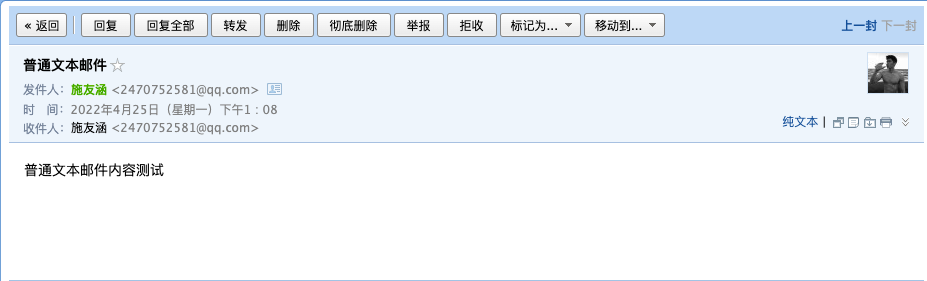 « 返回 回复 回复全部 转发 删除 彻底删除 举报 拒收 标记为... 移动到... 上一封 下一封
普通文本邮件
发件人：施友涵 <2470752581@qq.com>
时　间：2022年4月25日（星期一）下午1：08
收件人：施友涵 <2470752581@qq.com>
纯文本 |
普通文本邮件内容测试